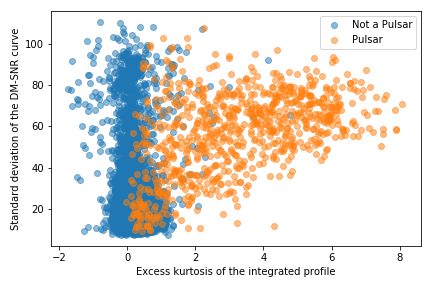 Not a Pulsar
Pulsar
Standard deviation of the DM-SNR curve
100
80
60
40
20
−2
0
2
4
6
8
Excess kurtosis of the integrated profile